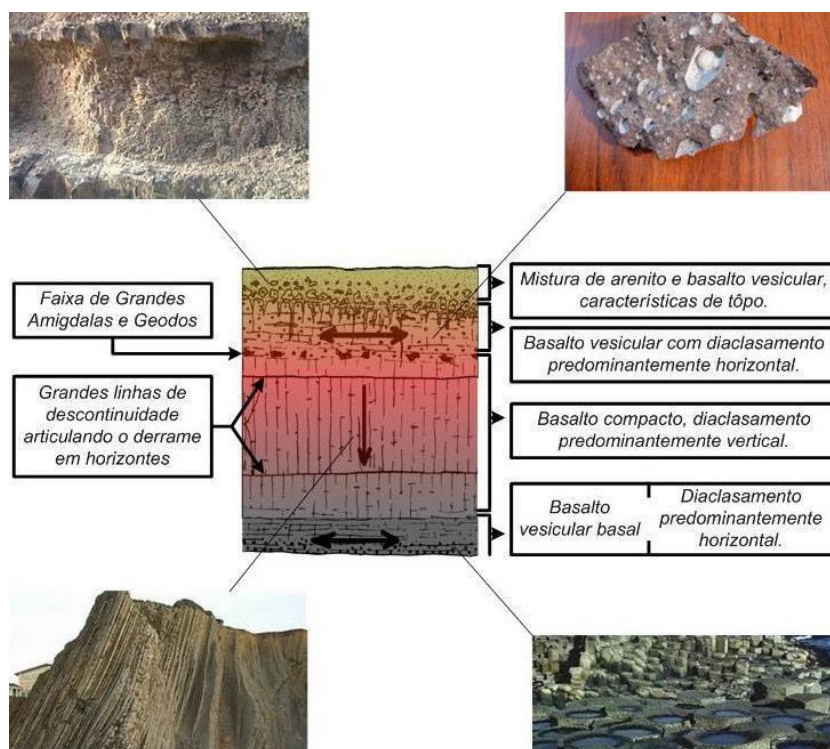 Faixa de Grandes
Amigdalas e Geodos
Grandes linhas de
descontinuidade
articulando o derrame
em horizontes
Mistura de arenito e basalto vesicular,
características de tôpo.
Basalto vesicular com diaclasamento
predominantemente horizontal.
Basalto compacto, diaclasamento
predominantemente vertical.
Basalto
vesicular basal
Diaclasamento
predominantemente
horizontal.